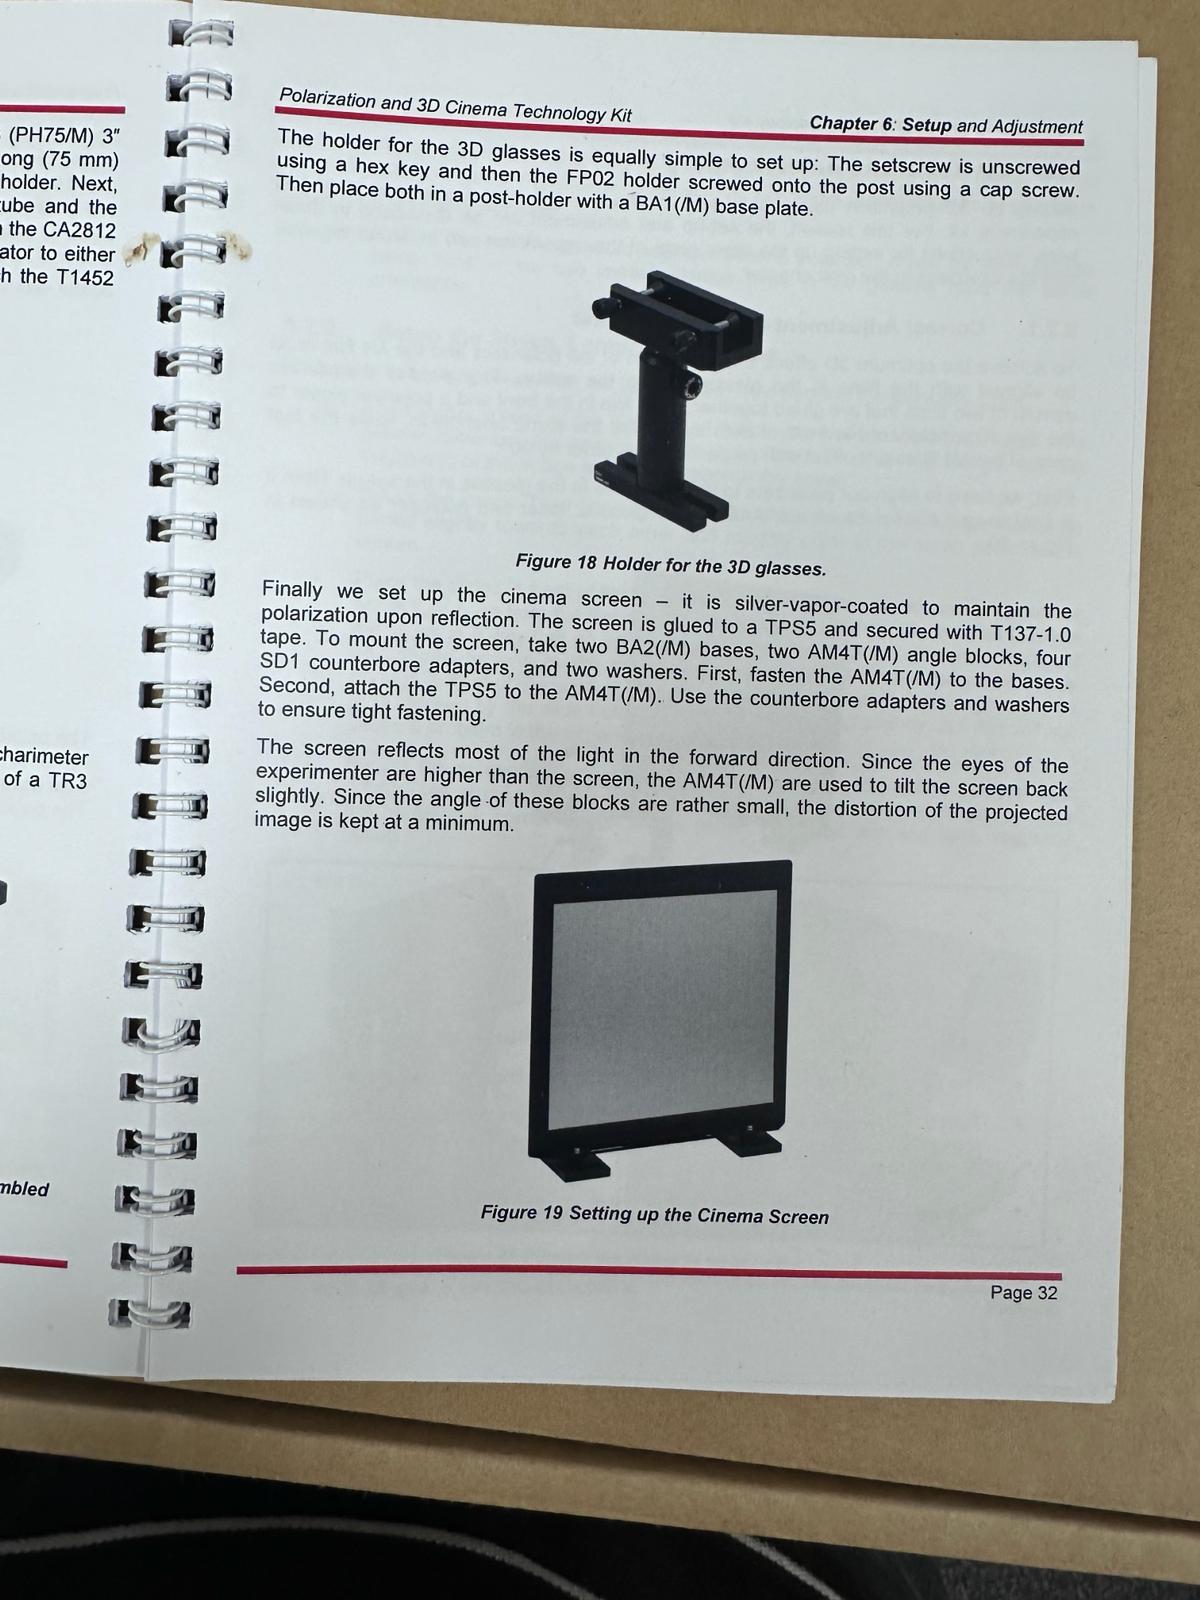 (PH75/M) 3″
ong (75 mm)
holder. Next,
tube and the
the CA2812
ator to either
ch the T1452
charimeter
of a TR3
mbled
Polarization and 3D Cinema Technology Kit
Chapter 6: Setup and Adjustment
The holder for the 3D glasses is equally simple to set up: The setscrew is unscrewed
using a hex key and then the FP02 holder screwed onto the post using a cap screw.
Then place both in a post-holder with a BA1(/M) base plate.
Figure 18 Holder for the 3D glasses.
Finally we set up the cinema screen – it is silver-vapor-coated to maintain the
polarization upon reflection. The screen is glued to a TPS5 and secured with T137-1.0
tape. To mount the screen, take two BA2(/M) bases, two AM4T(/M) angle blocks, four
SD1 counterbore adapters, and two washers. First, fasten the AM4T(/M) to the bases.
Second, attach the TPS5 to the AM4T(/M). Use the counterbore adapters and washers
to ensure tight fastening.
The screen reflects most of the light in the forward direction. Since the eyes of the
experimenter are higher than the screen, the AM4T(/M) are used to tilt the screen back
slightly. Since the angle of these blocks are rather small, the distortion of the projected
image is kept at a minimum.
Figure 19 Setting up the Cinema Screen
Page 32